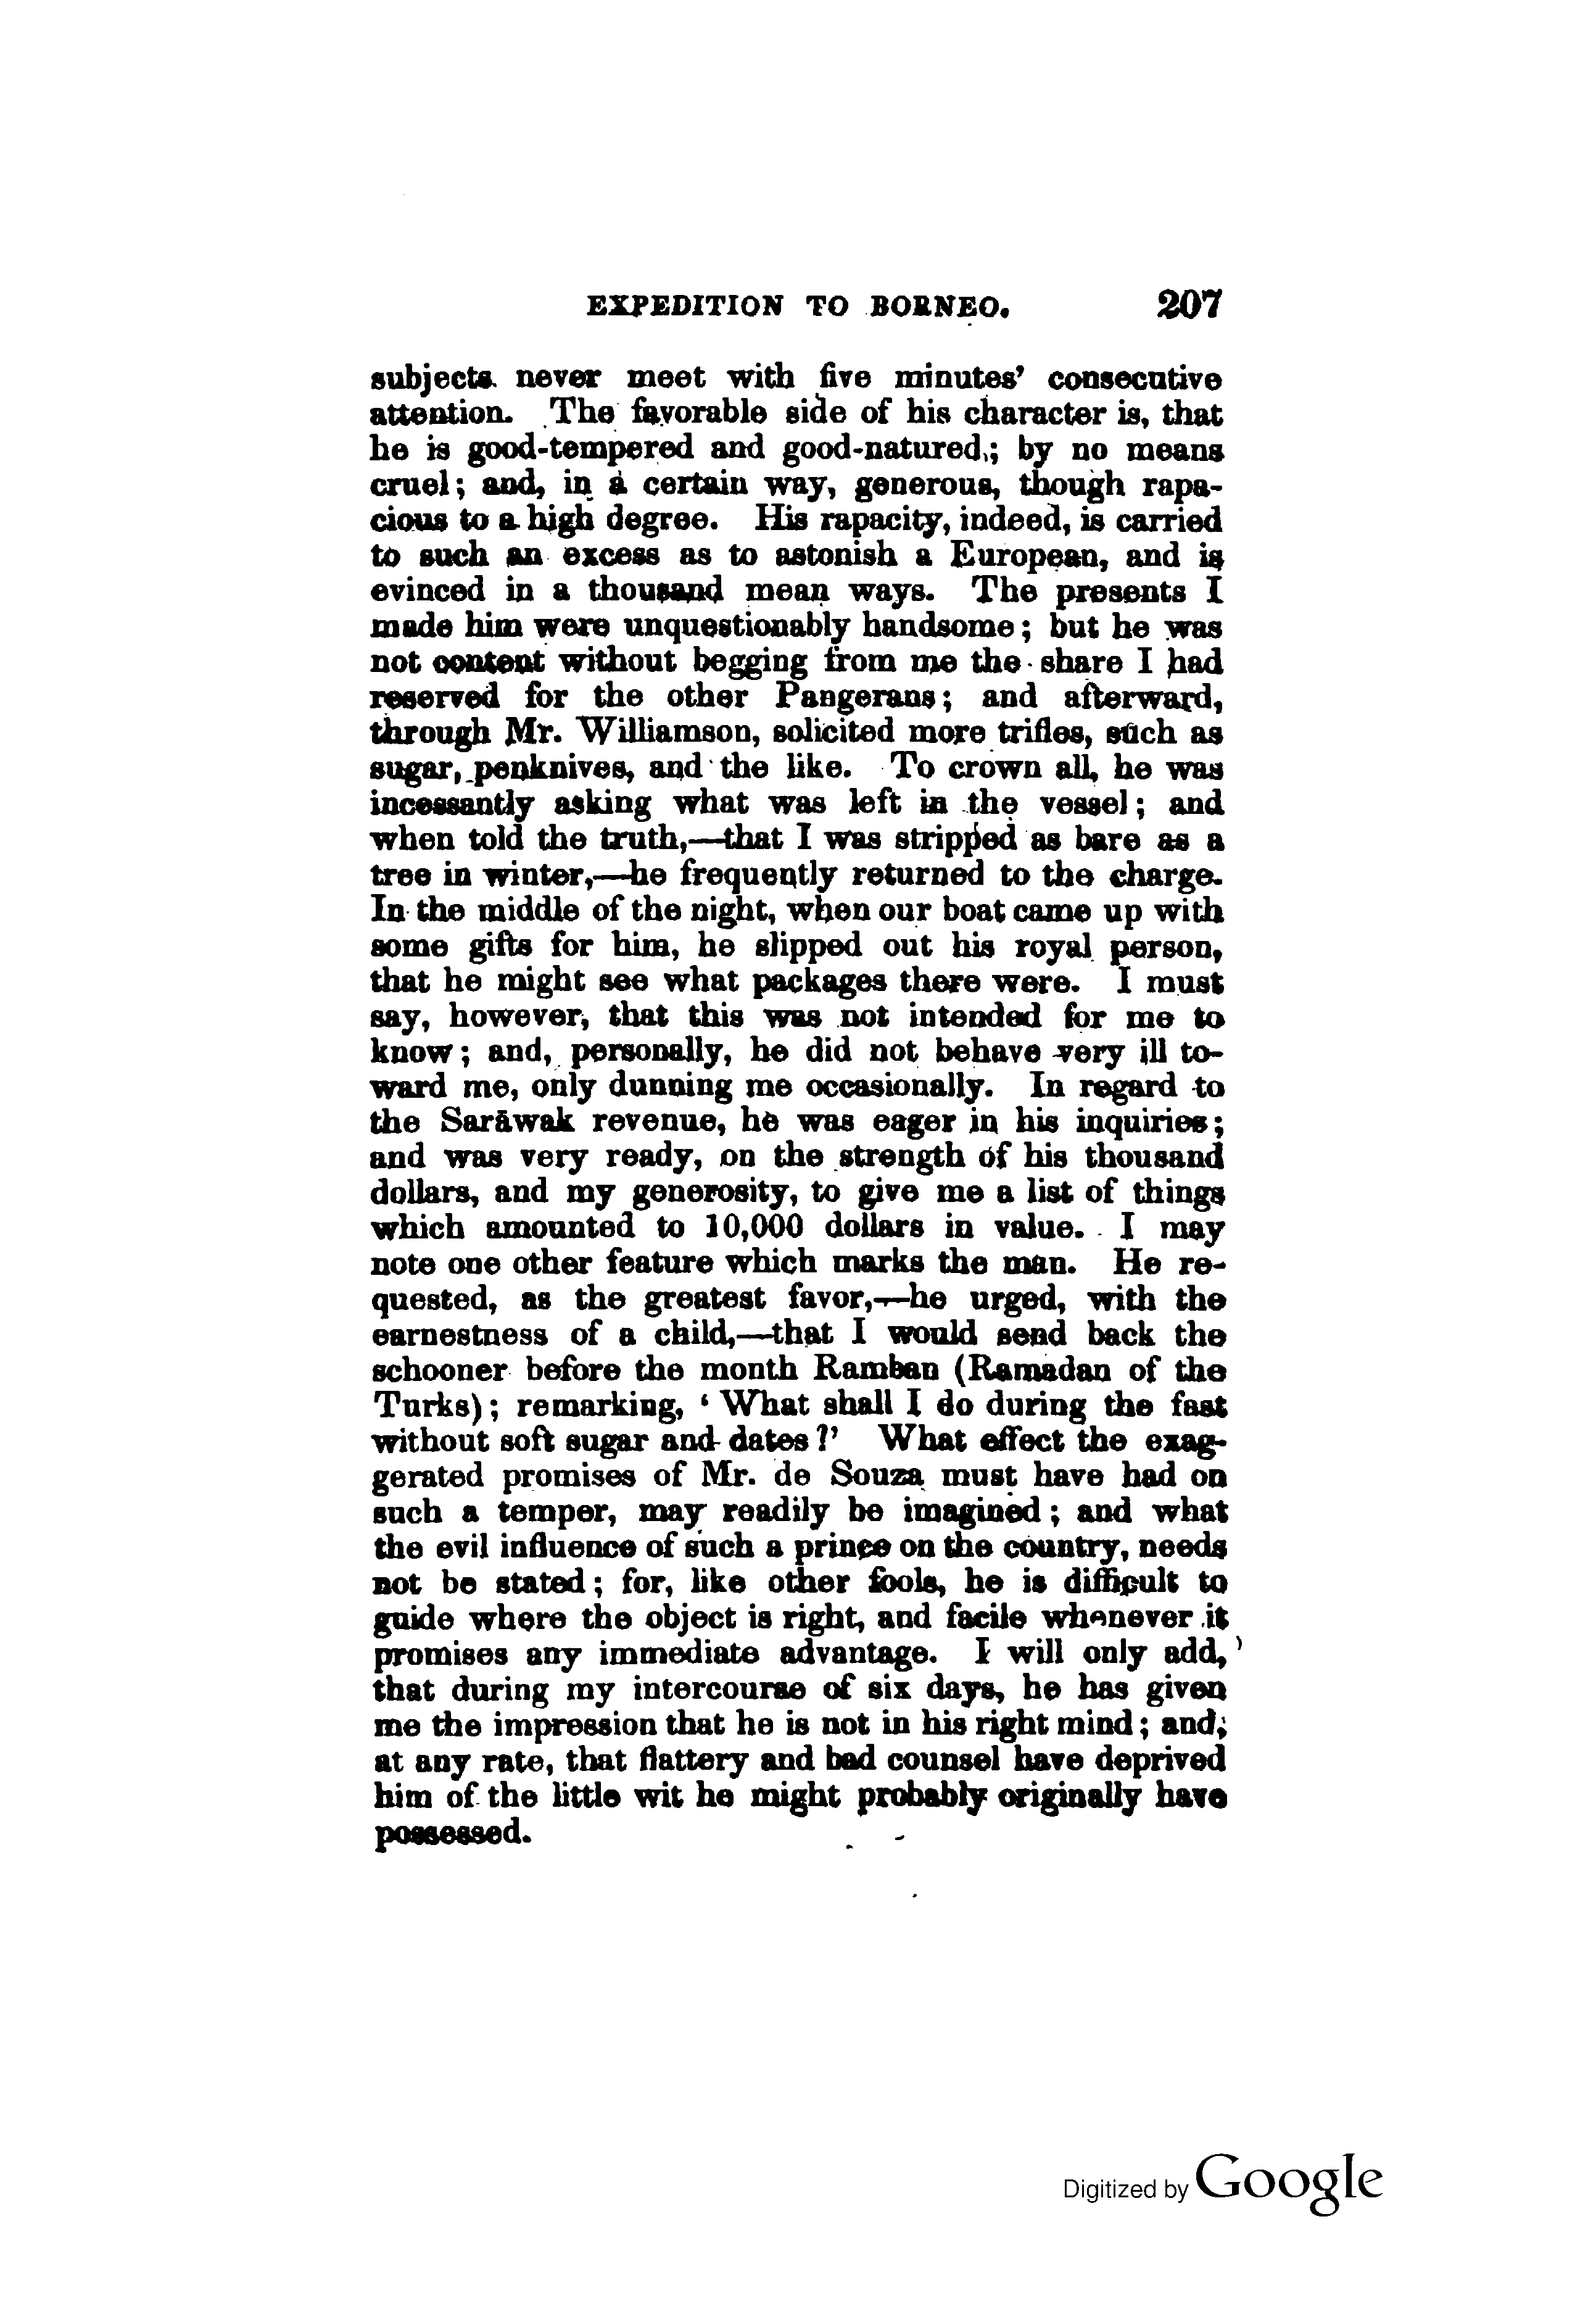 EXPEDITION TO BORNEO. 207
subjects never meet with five minutes' consecutive
attention. The favorable side of his character is, that
he is good-tempered and good-natured; by no means
cruel; and, in a certain way, generous, though rapa-
cious to a high degree. His rapacity, indeed, is carried
to such an excess as to astonish a European, and is
evinced in a thousand mean ways. The presents I
made him were unquestionably handsome; but he was
not content without begging from me the share I had
reserved for the other Pangerans; and afterward,
through Mr. Williamson, solicited more trifles, such as
sugar, penknives, and the like. To crown all, he was
incessantly asking what was left in the vessel; and
when told the truth,—that I was stripped as bare as a
tree in winter,—he frequently returned to the charge.
In the middle of the night, when our boat came up with
some gifts for him, he slipped out his royal person,
that he might see what packages there were. I must
say, however, that this was not intended for me to
know; and, personally, he did not behave very ill to-
ward me, only dunning me occasionally. In regard to
the Sarāwak revenue, he was eager in his inquiries;
and was very ready, on the strength of his thousand
dollars, and my generosity, to give me a list of things
which amounted to 10,000 dollars in value. I may
note one other feature which marks the man. He re-
quested, as the greatest favor,—he urged, with the
earnestness of a child,—that I would send back the
schooner before the month Ramban (Ramadan of the
Turks); remarking, ‘What shall I do during the fast
without soft sugar and dates?’ What effect the exag-
gerated promises of Mr. de Souza must have had on
such a temper, may readily be imagined; and what
the evil influence of such a prince on the country, needs
not be stated; for, like other fools, he is difficult to
guide where the object is right, and facile whenever it
promises any immediate advantage. I will only add,
that during my intercourse of six days, he has given
me the impression that he is not in his right mind; and,
at any rate, that flattery and bad counsel have deprived
him of the little wit he might probably originally have
possessed.
Digitized by Google